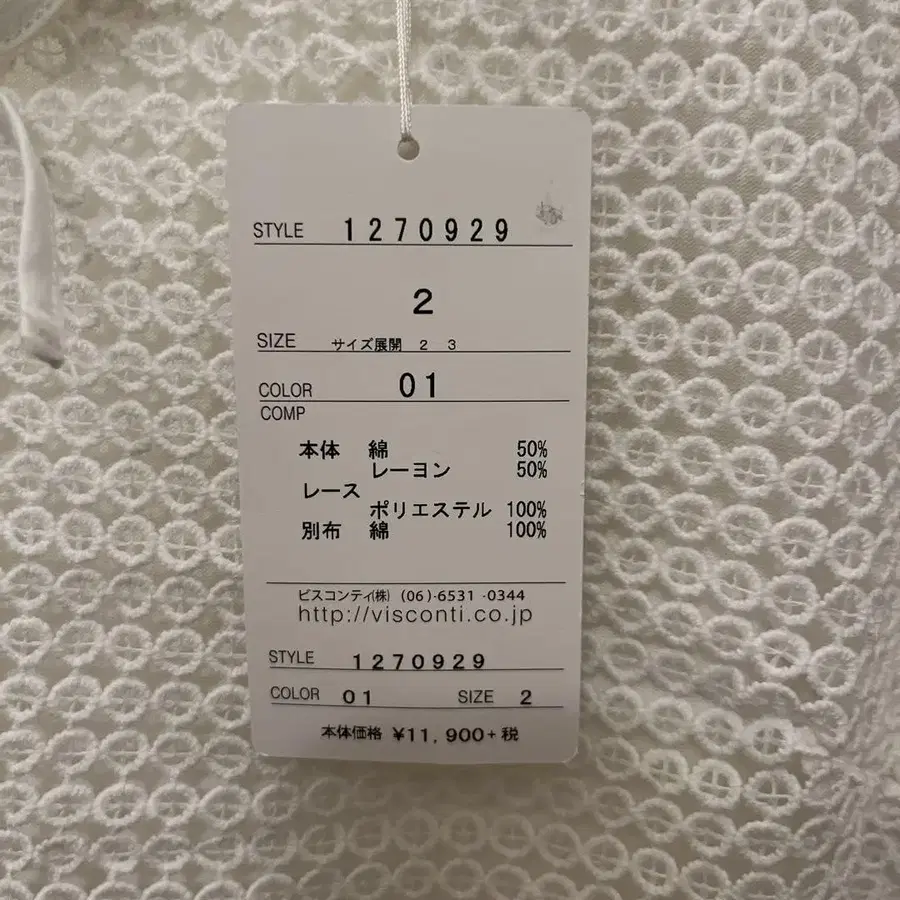 STYLE 1270929
2
SIZE サイズ展開 2 3
COLOR 01
COMP
本体 綿 50%
レーヨン 50%
レース
ポリエステル 100%
別布 綿 100%
ビスコンティ㈱ (06)-6531-0344
http://visconti.co.jp
STYLE 1270929
COLOR 01 SIZE 2
本体価格 ¥11,900+税